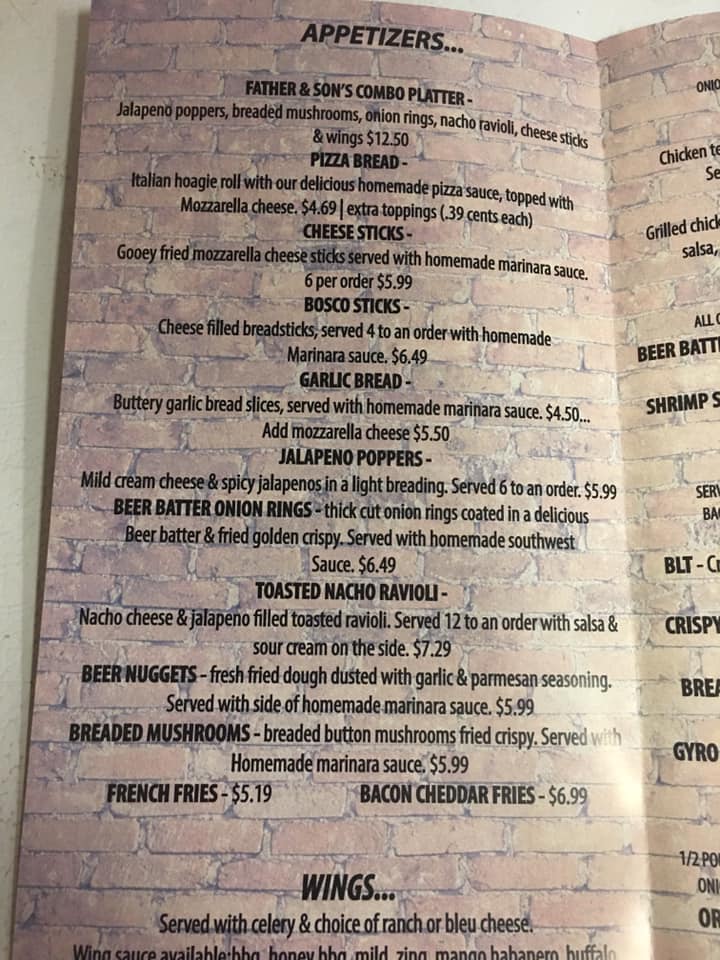 APPETIZERS...
FATHER & SON'S COMBO PLATTER -
Jalapeno poppers, breaded mushrooms, onion rings, nacho ravioli, cheese sticks
& wings $12.50
PIZZA BREAD -
Italian hoagie roll with our delicious homemade pizza sauce, topped with
Mozzarella cheese. $4.69 | extra toppings (.39 cents each)
CHEESE STICKS -
Gooey fried mozzarella cheese sticks served with homemade marinara sauce.
6 per order $5.99
BOSCO STICKS -
Cheese filled breadsticks, served 4 to an order with homemade
Marinara sauce. $6.49
GARLIC BREAD -
Buttery garlic bread slices, served with homemade marinara sauce. $4.50...
Add mozzarella cheese $5.50
JALAPENO POPPERS -
Mild cream cheese & spicy jalapenos in a light breading. Served 6 to an order. $5.99
BEER BATTER ONION RINGS - thick cut onion rings coated in a delicious
Beer batter & fried golden crispy. Served with homemade southwest
Sauce. $6.49
TOASTED NACHO RAVIOLI -
Nacho cheese & jalapeno filled toasted ravioli. Served 12 to an order with salsa &
sour cream on the side. $7.29
BEER NUGGETS - fresh fried dough dusted with garlic & parmesan seasoning.
Served with side of homemade marinara sauce. $5.99
BREADED MUSHROOMS - breaded button mushrooms fried crispy. Served with
Homemade marinara sauce. $5.99
FRENCH FRIES - $5.19 BACON CHEDDAR FRIES - $6.99
WINGS...
Served with celery & choice of ranch or bleu cheese.
Wing sauce available: bbq, honey bbq, mild, zing, mango habanero, buffalo
Chicken
Grilled
salsa,
ALL
BEER
SHRIMP
BLT -
CRISPY
GYRO
1/2
OR